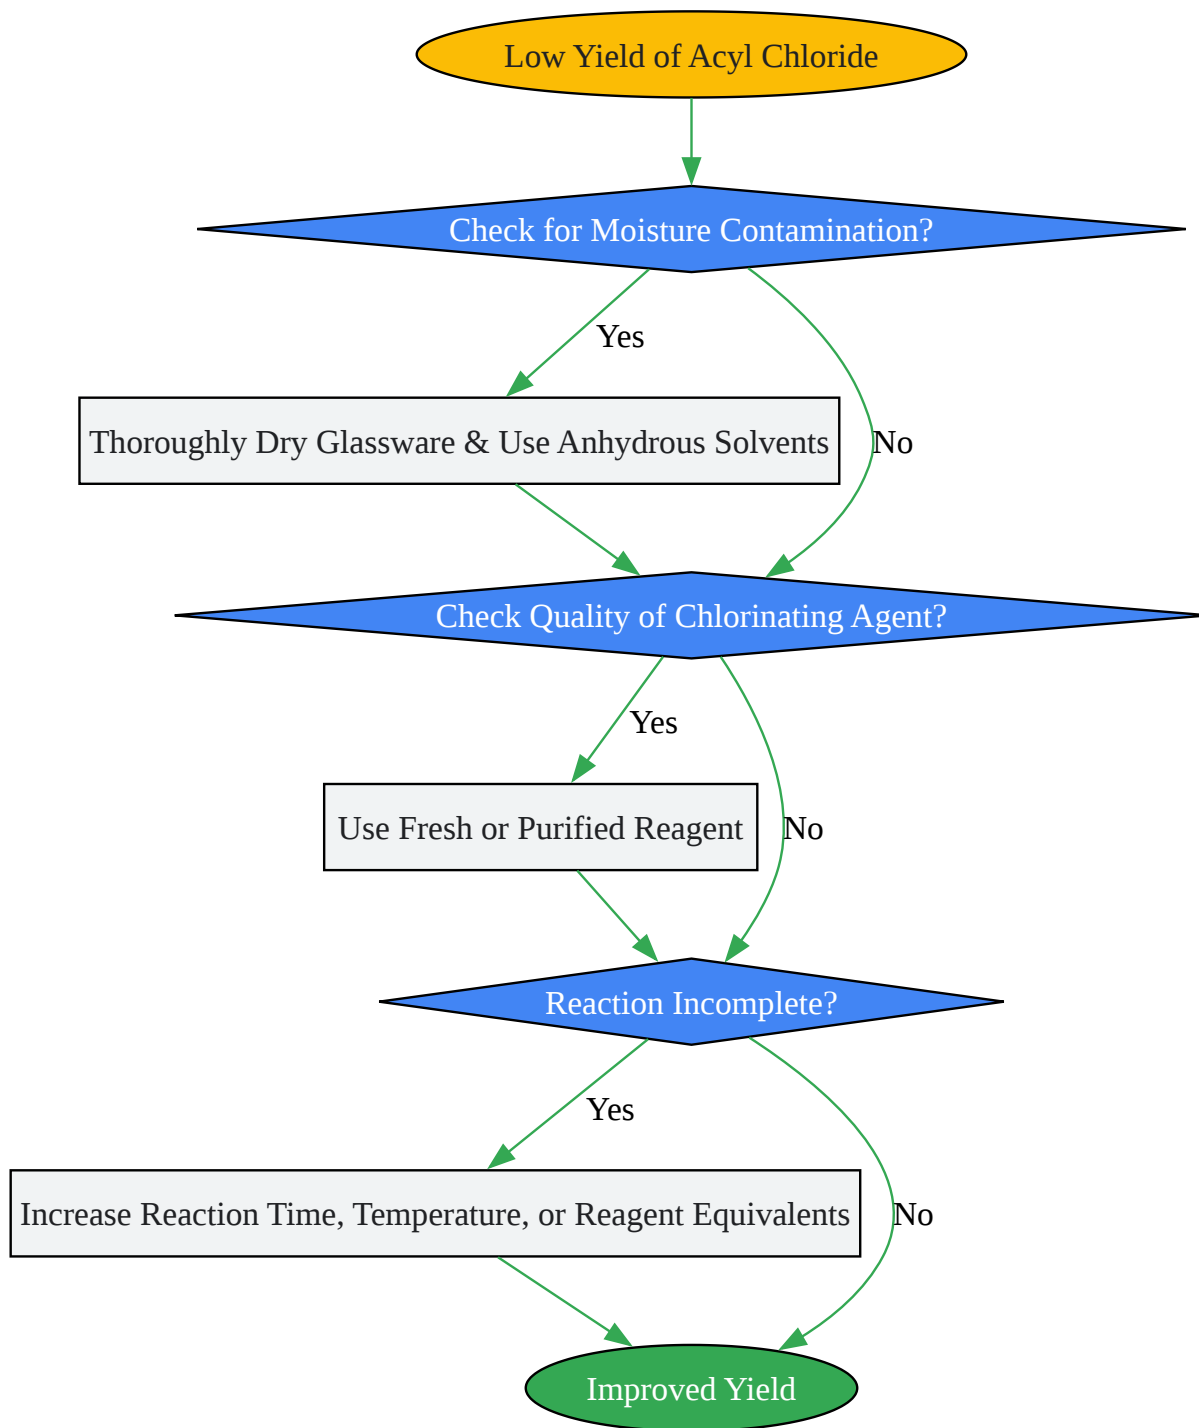 Low Yield of Acyl Chloride
Check for Moisture Contamination?
Yes
Thoroughly Dry Glassware & Use Anhydrous Solvents
No
Check Quality of Chlorinating Agent?
Yes
Use Fresh or Purified Reagent
No
Reaction Incomplete?
Yes
Increase Reaction Time, Temperature, or Reagent Equivalents
No
Improved Yield